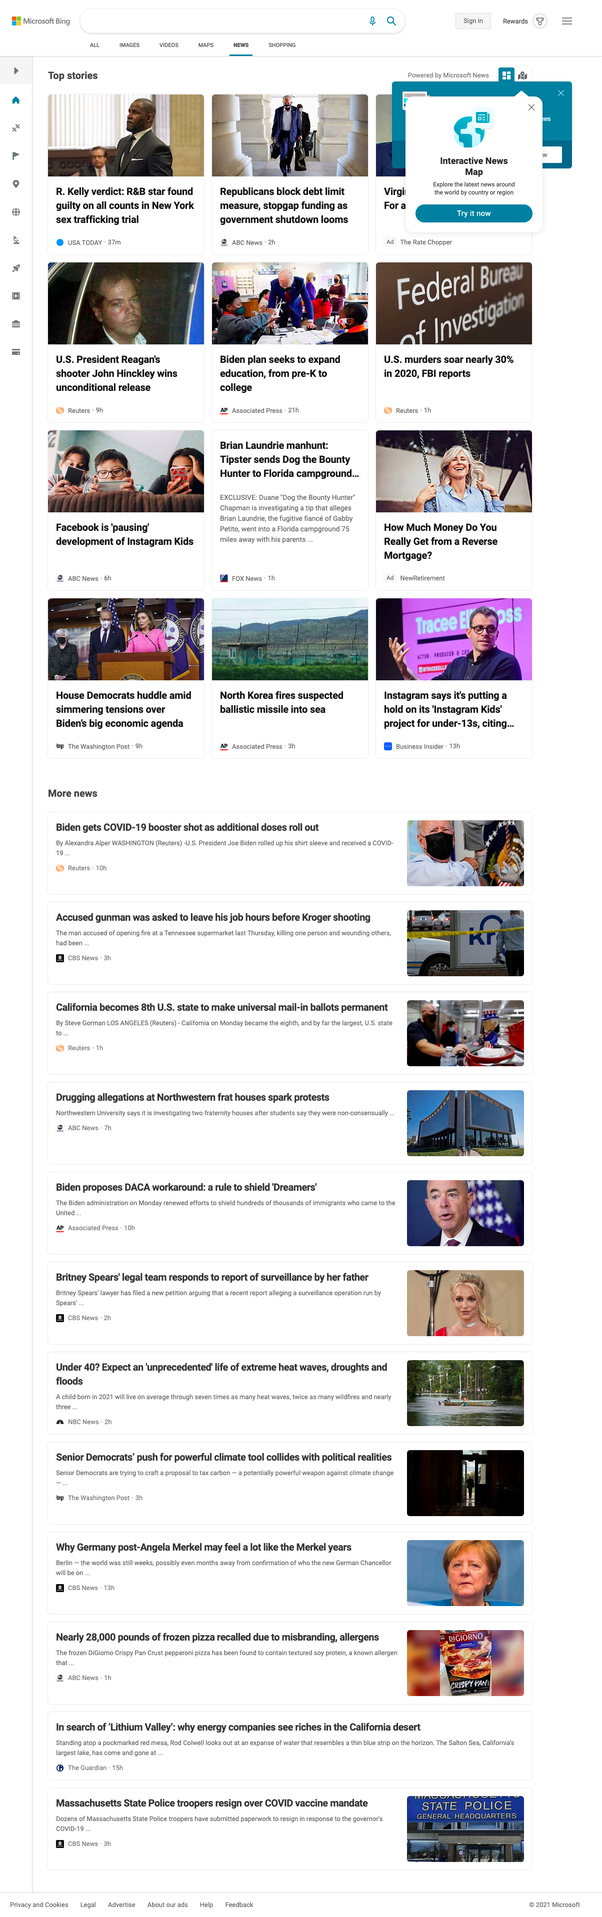 Microsoft Bing
Sign in
Rewards
ALL
IMAGES
VIDEOS
MAPS
NEWS
SHOPPING
Top stories
Powered by Microsoft News
Interactive News
Map
Explore the latest news around
the world by country or region
Try it now
R. Kelly verdict: R&B star found
guilty on all counts in New York
sex trafficking trial
USA TODAY · 37m
Republicans block debt limit
measure, stopgap funding as
government shutdown looms
ABC News · 2h
Virgin
For a
Ad The Rate Chopper
U.S. President Reagan's
shooter John Hinckley wins
unconditional release
Reuters · 9h
Biden plan seeks to expand
education, from pre-K to
college
AP Associated Press · 21h
Federal Bureau
of Investigation
U.S. murders soar nearly 30%
in 2020, FBI reports
Reuters · 1h
Facebook is 'pausing'
development of Instagram Kids
ABC News · 6h
Brian Laundrie manhunt:
Tipster sends Dog the Bounty
Hunter to Florida campground...
EXCLUSIVE: Duane "Dog the Bounty Hunter"
Chapman is investigating a tip that alleges
Brian Laundrie, the fugitive fiancé of Gabby
Petito, went into a Florida campground 75
miles away with his parents ...
FOX News · 1h
How Much Money Do You
Really Get from a Reverse
Mortgage?
Ad NewRetirement
House Democrats huddle amid
simmering tensions over
Biden's big economic agenda
wp The Washington Post · 9h
North Korea fires suspected
ballistic missile into sea
AP Associated Press · 3h
Tracee Ellis Ross
Instagram says it's putting a
hold on its 'Instagram Kids'
project for under-13s, citing...
Business Insider · 13h
More news
Biden gets COVID-19 booster shot as additional doses roll out
By Alexandra Alper WASHINGTON (Reuters) -U.S. President Joe Biden rolled up his shirt sleeve and received a COVID-
19 ...
Reuters · 10h
Accused gunman was asked to leave his job hours before Kroger shooting
The man accused of opening fire at a Tennessee supermarket last Thursday, killing one person and wounding others,
had been ...
CBS News · 3h
California becomes 8th U.S. state to make universal mail-in ballots permanent
By Steve Gorman LOS ANGELES (Reuters) - California on Monday became the eighth, and by far the largest, U.S. state
to ...
Reuters · 1h
Drugging allegations at Northwestern frat houses spark protests
Northwestern University says it is investigating two fraternity houses after students say they were non-consensually ...
ABC News · 7h
Biden proposes DACA workaround: a rule to shield 'Dreamers'
The Biden administration on Monday renewed efforts to shield hundreds of thousands of immigrants who came to the
United ...
AP Associated Press · 10h
Britney Spears' legal team responds to report of surveillance by her father
Britney Spears' lawyer has filed a new petition arguing that a recent report alleging a surveillance operation run by
Spears' ...
CBS News · 2h
Under 40? Expect an 'unprecedented' life of extreme heat waves, droughts and
floods
A child born in 2021 will live on average through seven times as many heat waves, twice as many wildfires and nearly
three ...
NBC News · 2h
Senior Democrats' push for powerful climate tool collides with political realities
Senior Democrats are trying to craft a proposal to tax carbon — a potentially powerful weapon against climate change
— ...
wp The Washington Post · 3h
Why Germany post-Angela Merkel may feel a lot like the Merkel years
Berlin — the world was still weeks, possibly even months away from confirmation of who the new German Chancellor
will be on ...
CBS News · 13h
Nearly 28,000 pounds of frozen pizza recalled due to misbranding, allergens
The frozen DiGiorno Crispy Pan Crust pepperoni pizza has been found to contain textured soy protein, a known allergen
that ...
ABC News · 1h
DIGIORNO
CRISPY PAN
In search of 'Lithium Valley': why energy companies see riches in the California desert
Standing atop a pockmarked red mesa, Rod Colwell looks out at an expanse of water that resembles a thin blue strip on the horizon. The Salton Sea, California's
largest lake, has come and gone at ...
The Guardian · 15h
Massachusetts State Police troopers resign over COVID vaccine mandate
Dozens of Massachusetts State Police troopers have submitted paperwork to resign in response to the governor's
COVID-19 ...
CBS News · 3h
MASSACHUSETTS
STATE POLICE
GENERAL HEADQUARTERS
Privacy and Cookies
Legal
Advertise
About our ads
Help
Feedback
© 2021 Microsoft